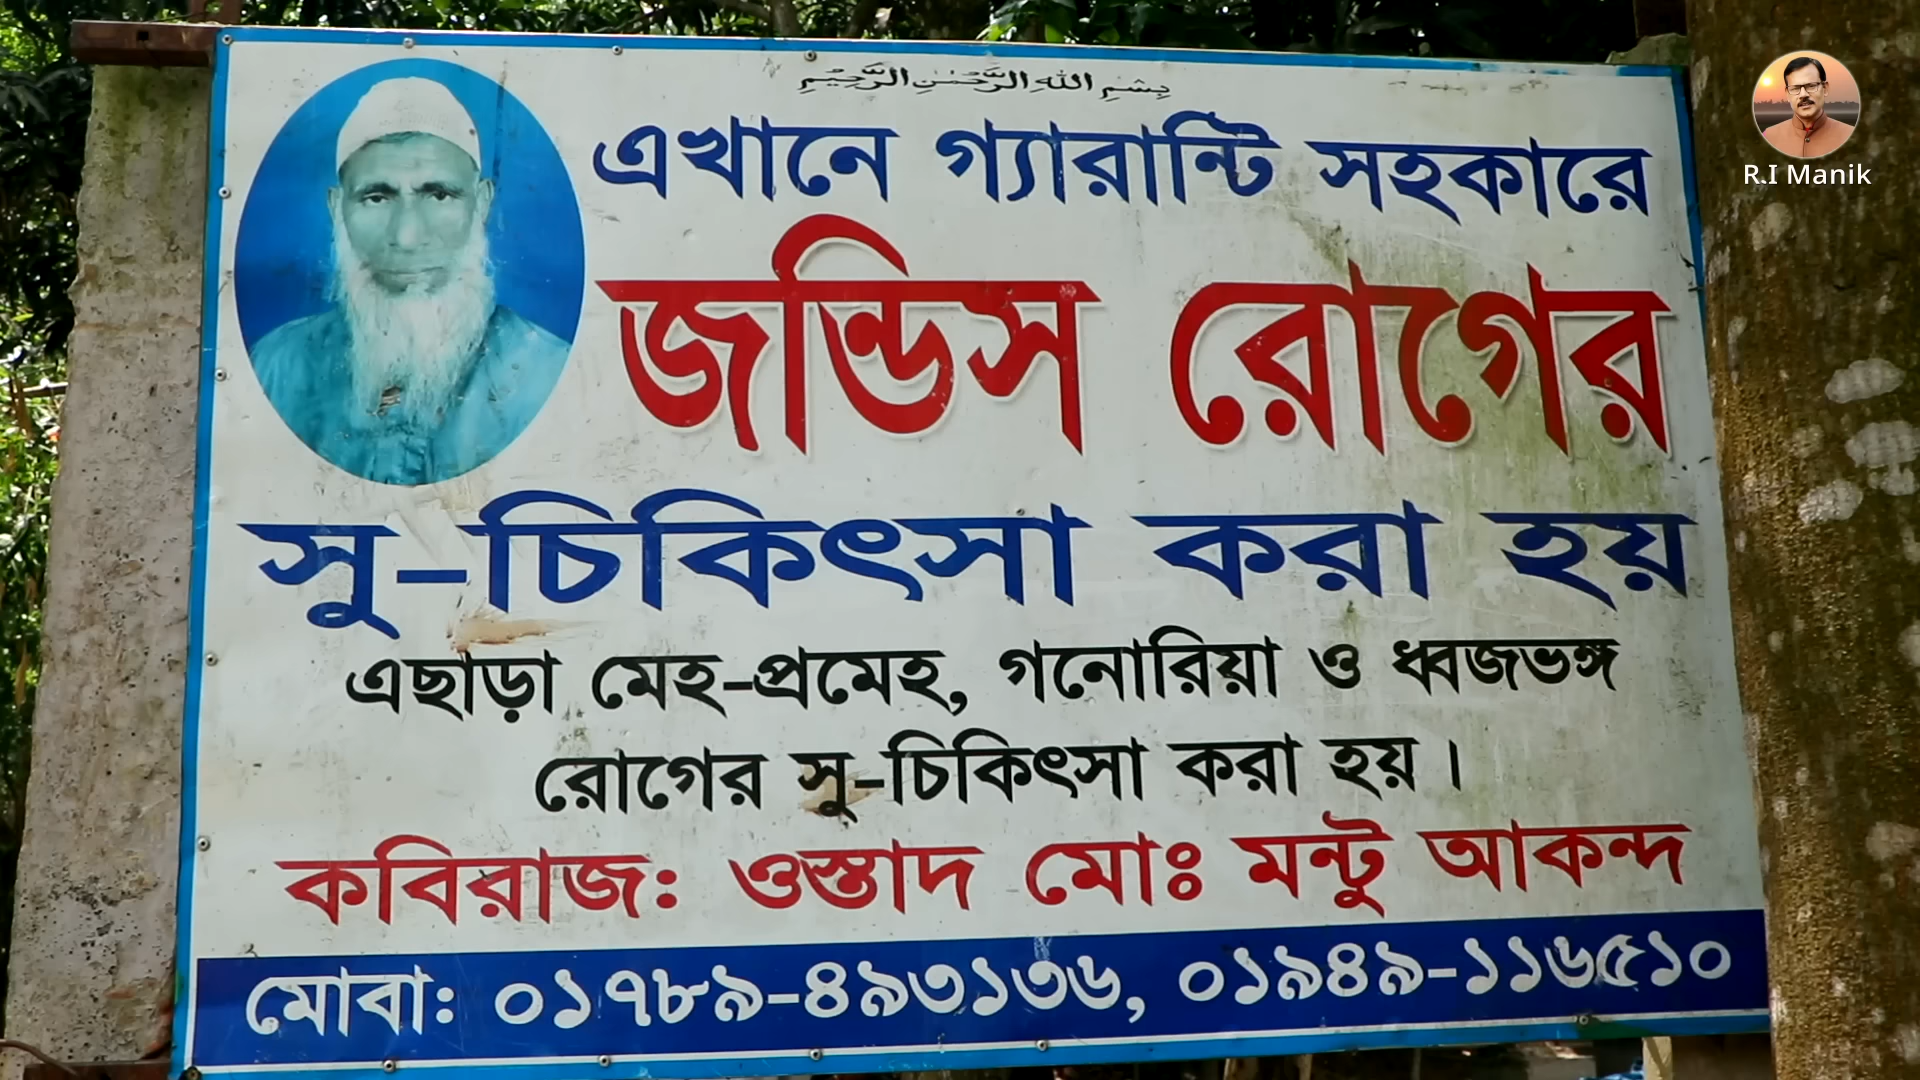 بِسْمِ اللهِ الرَّحْمٰنِ الرَّحِيْمِ
এখানে গ্যারান্টি সহকারে
জন্ডিস রোগের
সু-চিকিৎসা করা হয়
এছাড়া মেহ-প্রমেহ, গনোরিয়া ও ধ্বজভঙ্গ
রোগের সু-চিকিৎসা করা হয়।
কবিরাজ: ওস্তাদ মোঃ মন্টু আকন্দ
মোবা: ০১৭৮৯-৪৯৩১৩৬, ০১৯৪৯-১১৬৫১০
R.I Manik